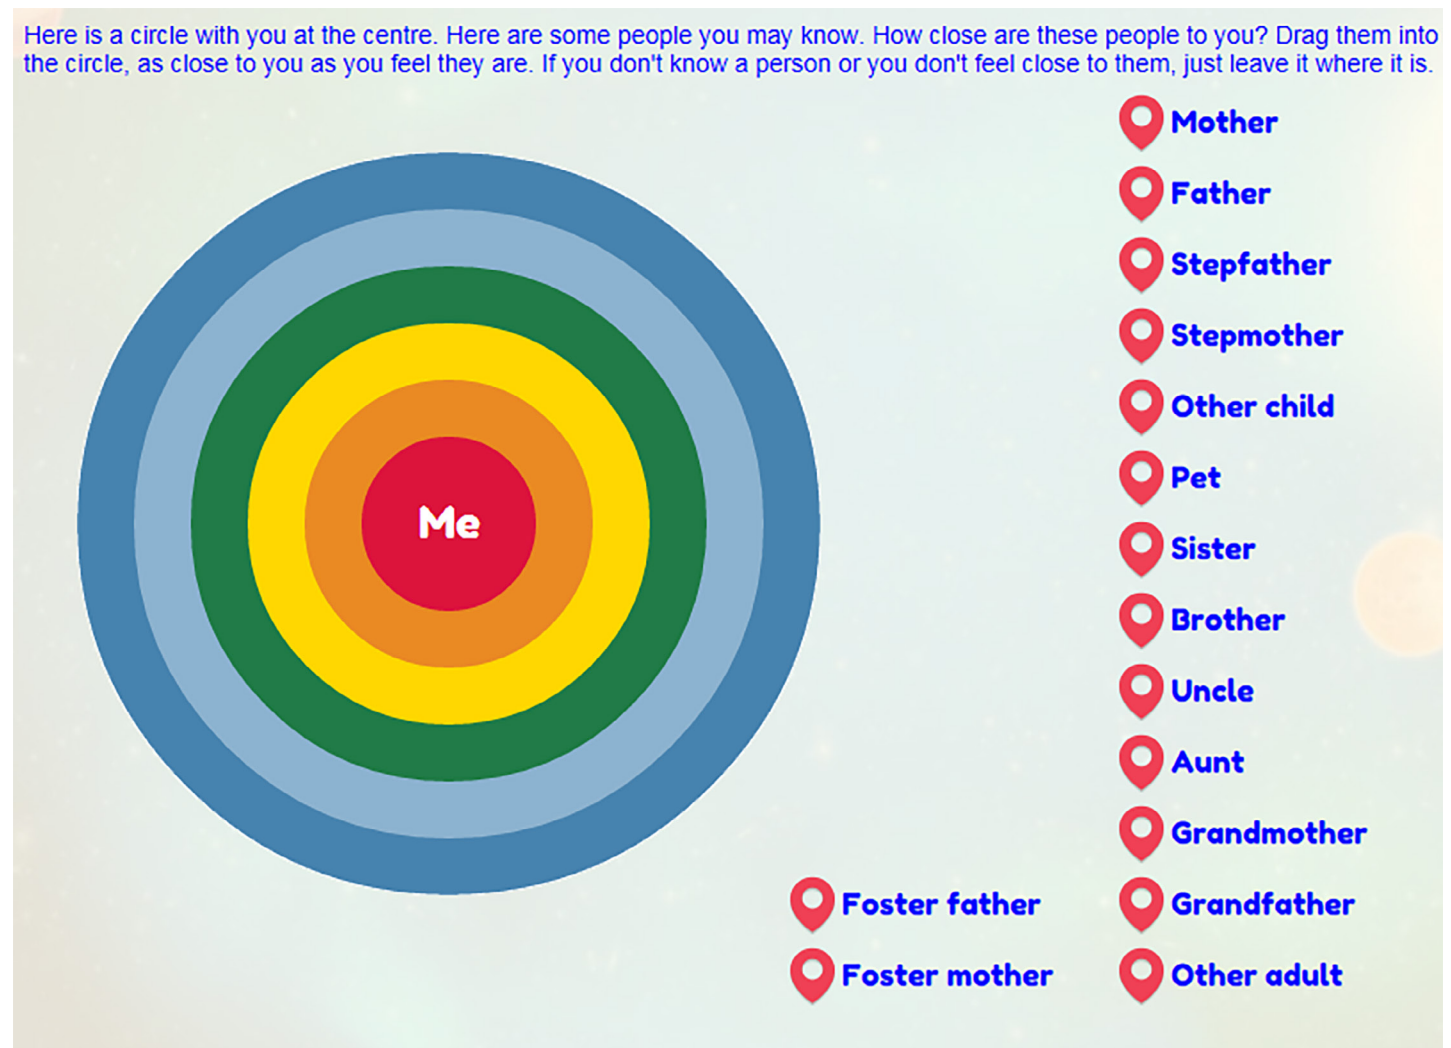 Here is a circle with you at the centre. Here are some people you may know. How close are these people to you? Drag them into
the circle, as close to you as you feel they are. If you don't know a person or you don't feel close to them, just leave it where it is.
Mother
Father
Stepfather
Stepmother
Other child
Pet
Me
Sister
Brother
Uncle
Aunt
Grandmother
Foster father
Grandfather
Foster mother
Other adult